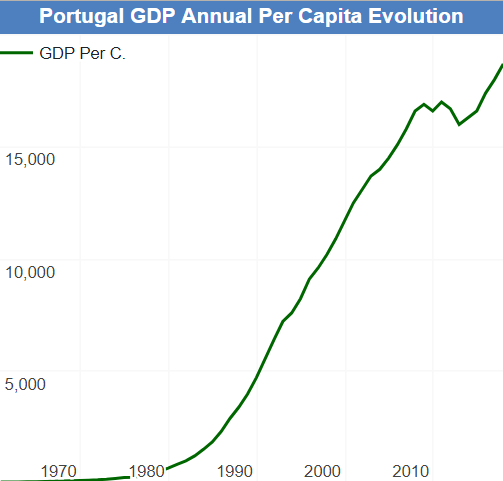 Portugal GDP Annual Per Capita Evolution
GDP Per C.
15,000
10,000
5,000
1970 1980 1990 2000 2010